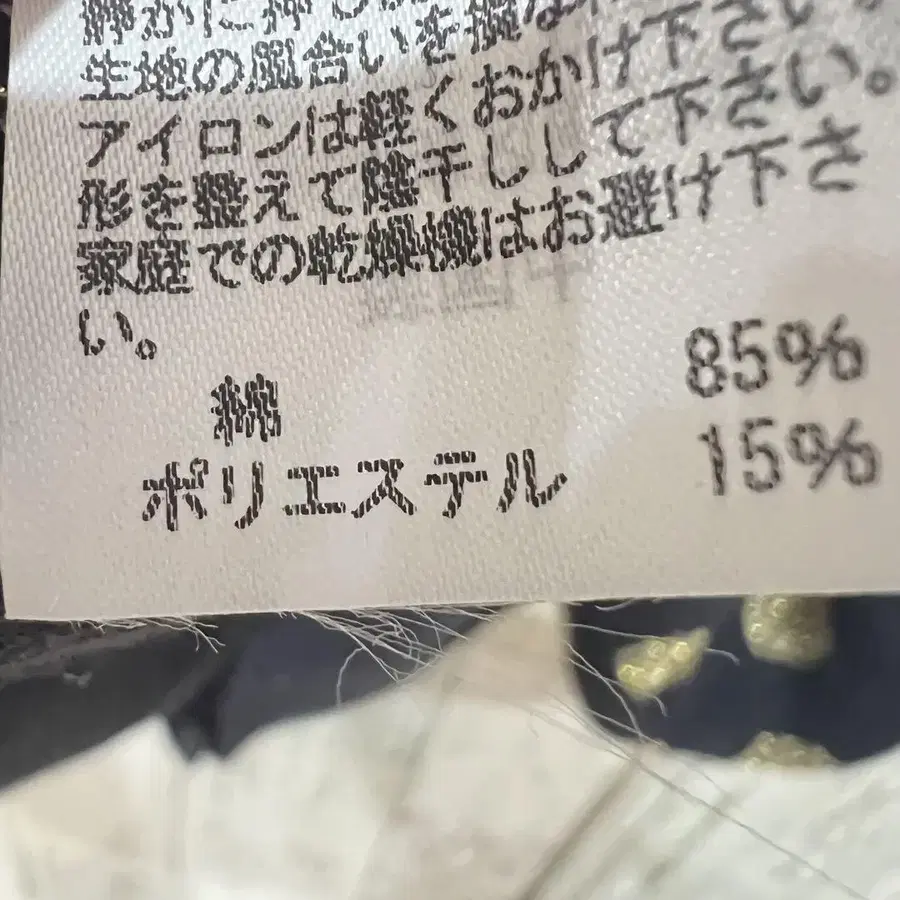 生地の風合いを損な
アイロンは軽くおかけ下さい。
形を整えて陰干しして下さい。
家庭での乾燥機はお避け下さ
い。
綿 85%
ポリエステル 15%